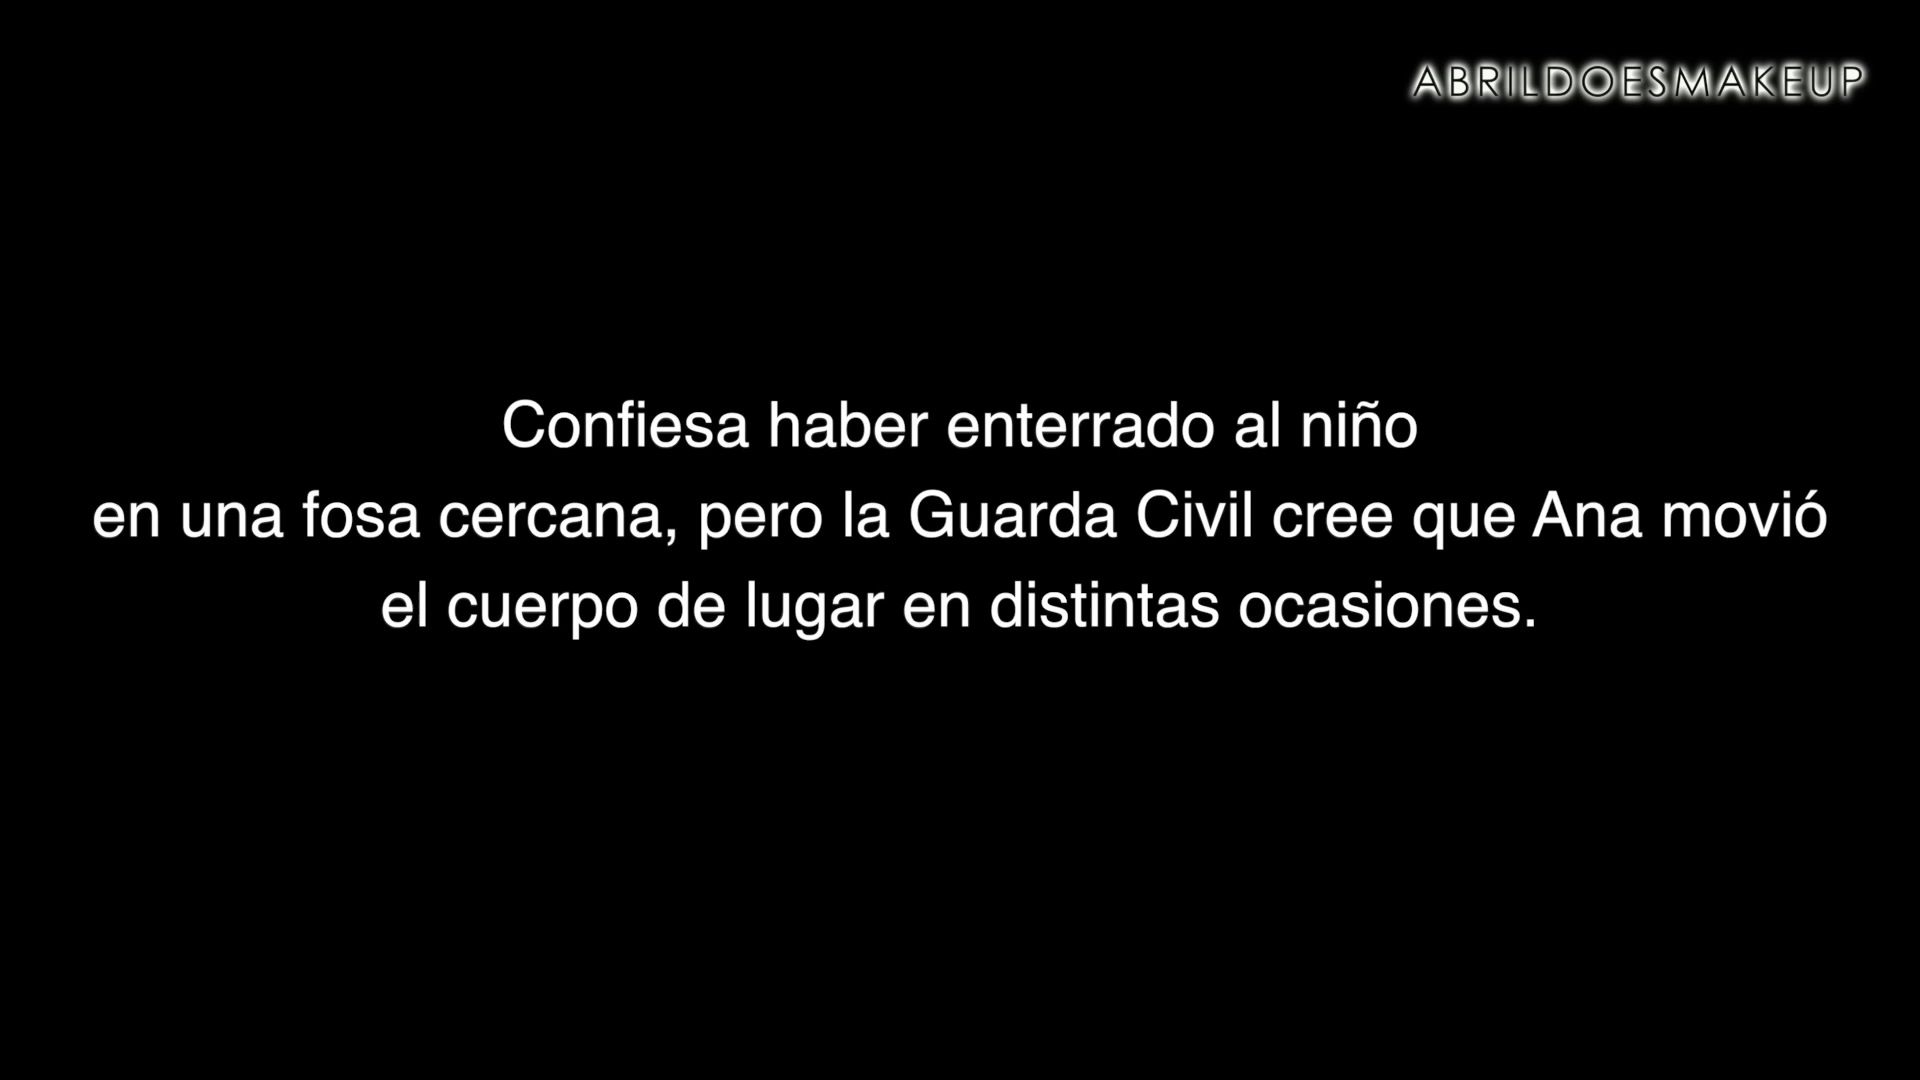 ABRILDOESMAKEUP
Confiesa haber enterrado al niño
en una fosa cercana, pero la Guarda Civil cree que Ana movió
el cuerpo de lugar en distintas ocasiones.